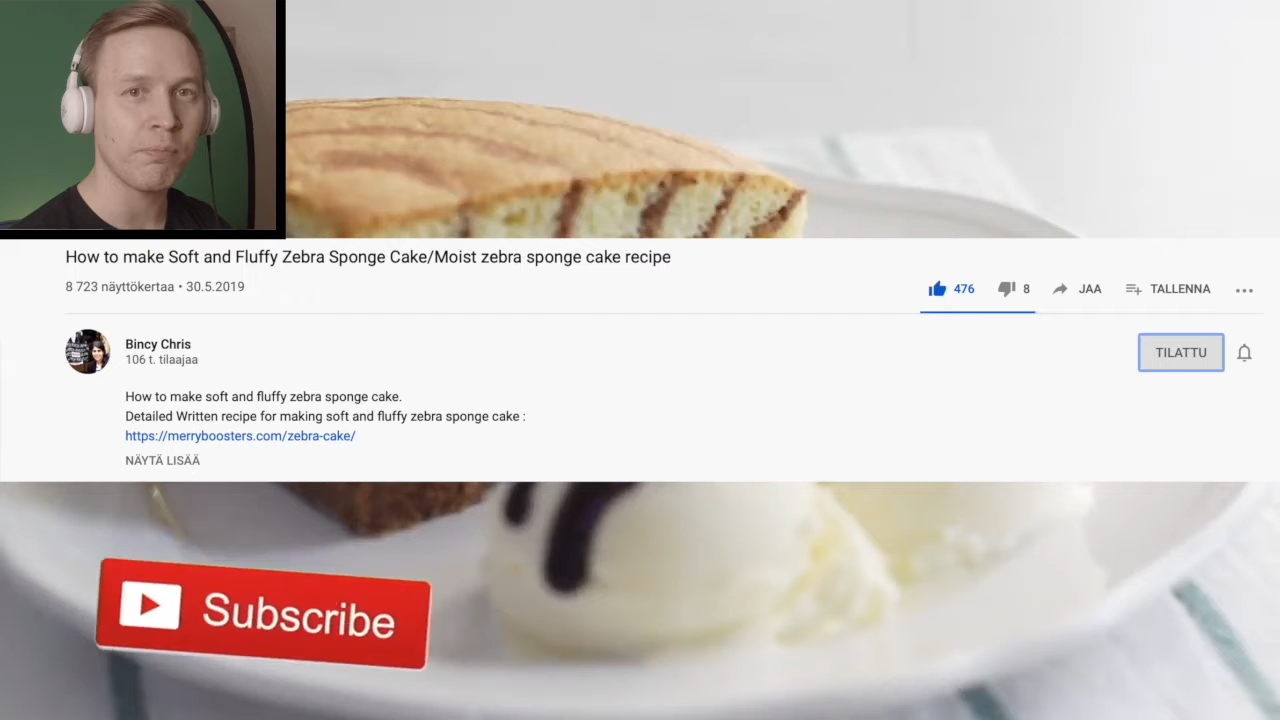 How to make Soft and Fluffy Zebra Sponge Cake/Moist zebra sponge cake recipe
8 723 näyttökertaa • 30.5.2019
476
8
JAA
TALLENNA
Bincy Chris
106 t. tilaajaa
TILATTU
How to make soft and fluffy zebra sponge cake.
Detailed Written recipe for making soft and fluffy zebra sponge cake :
https://merryboosters.com/zebra-cake/
NÄYTÄ LISÄÄ
Subscribe